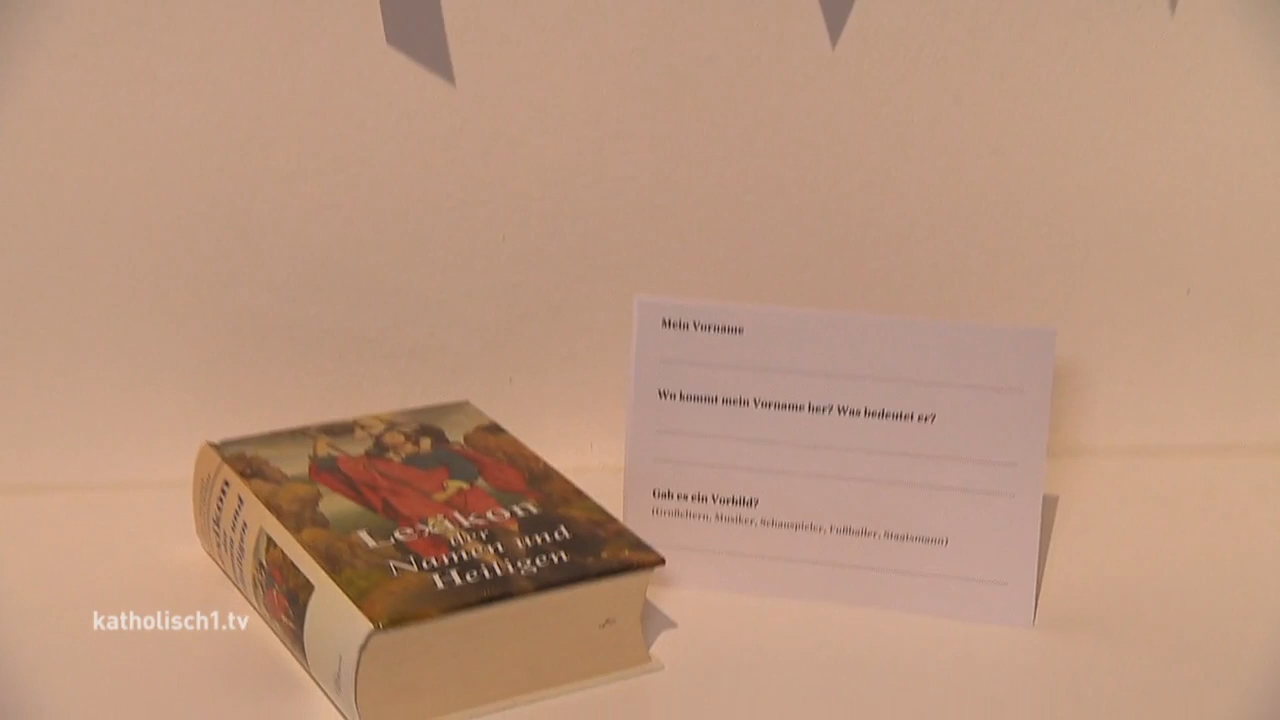 Mein Vorname
Wo kommt mein Vorname her? Was bedeutet er?
Gab es ein Vorbild?
(Großeltern, Musiker, Schauspieler, Fußballer, Staatsmann)
Lexikon
der
Namen und
Heiligen
katholisch1.tv